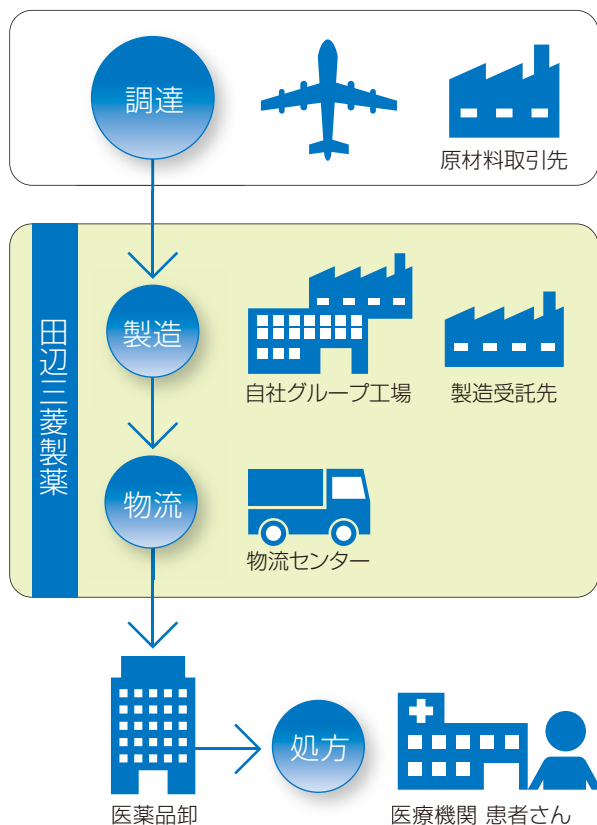 調達
原材料取引先
田辺三菱製薬
製造
自社グループ工場
製造受託先
物流
物流センター
医薬品卸
処方
医療機関 患者さん